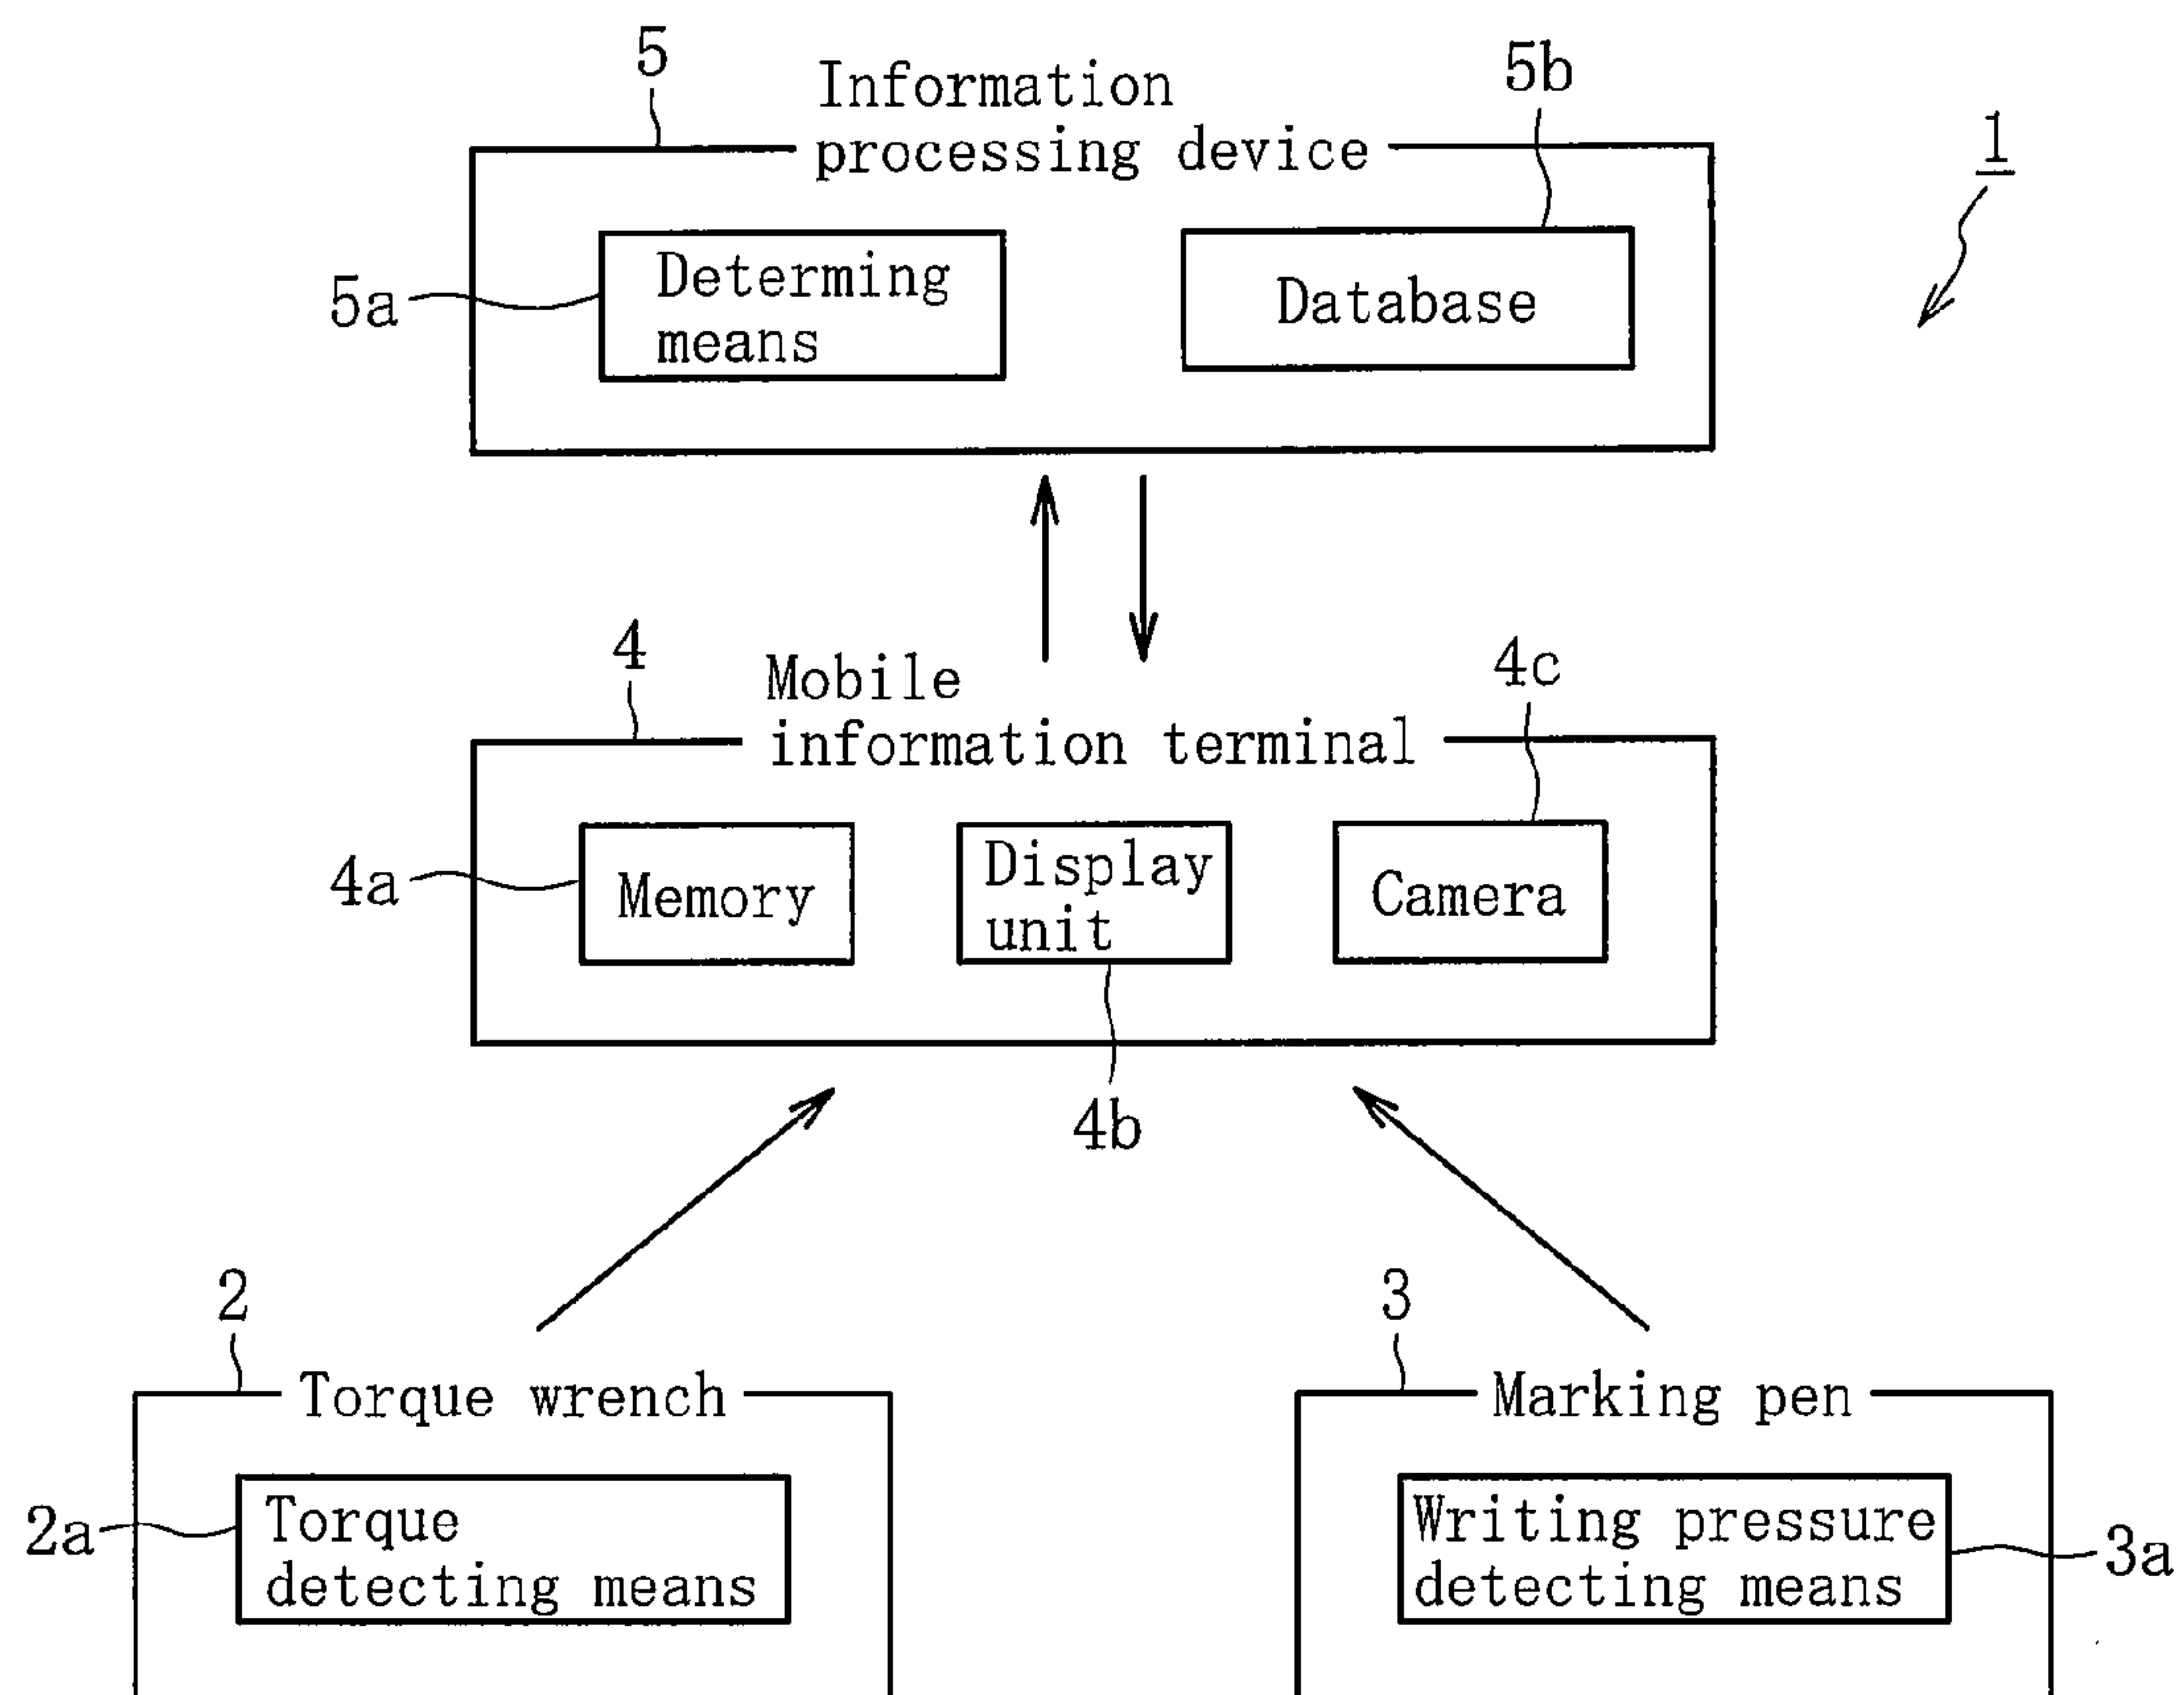 5
Information
processing device
5b
1
5a
Determing
means
Database
4
Mobile
information terminal
4c
4a
Memory
Display
unit
Camera
4b
2
Torque wrench
3
Marking pen
2a
Torque
detecting means
Writing pressure
detecting means
3a